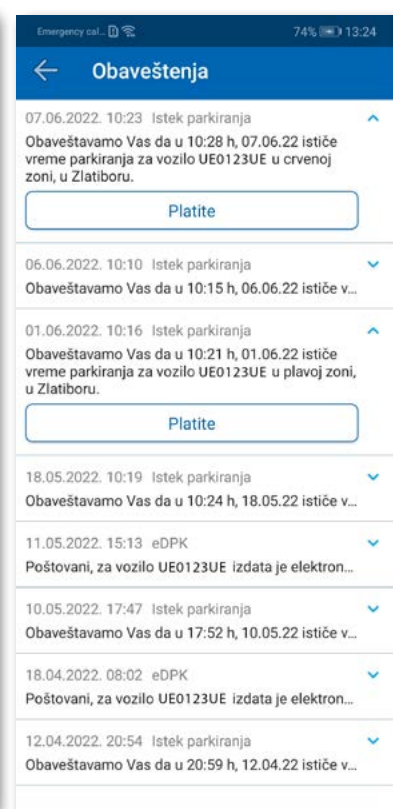 Emergency cal...
74% 13:24
Obaveštenja
07.06.2022. 10:23 Istek parkiranja
Obaveštavamo Vas da u 10:28 h, 07.06.22 ističe
vreme parkiranja za vozilo UE0123UE u crvenoj
zoni, u Zlatiboru.
Platite
06.06.2022. 10:10 Istek parkiranja
Obaveštavamo Vas da u 10:15 h, 06.06.22 ističe v...
01.06.2022. 10:16 Istek parkiranja
Obaveštavamo Vas da u 10:21 h, 01.06.22 ističe
vreme parkiranja za vozilo UE0123UE u plavoj zoni,
u Zlatiboru.
Platite
18.05.2022. 10:19 Istek parkiranja
Obaveštavamo Vas da u 10:24 h, 18.05.22 ističe v...
11.05.2022. 15:13 eDPK
Poštovani, za vozilo UE0123UE izdata je elektron...
10.05.2022. 17:47 Istek parkiranja
Obaveštavamo Vas da u 17:52 h, 10.05.22 ističe v...
18.04.2022. 08:02 eDPK
Poštovani, za vozilo UE0123UE izdata je elektron...
12.04.2022. 20:54 Istek parkiranja
Obaveštavamo Vas da u 20:59 h, 12.04.22 ističe v...